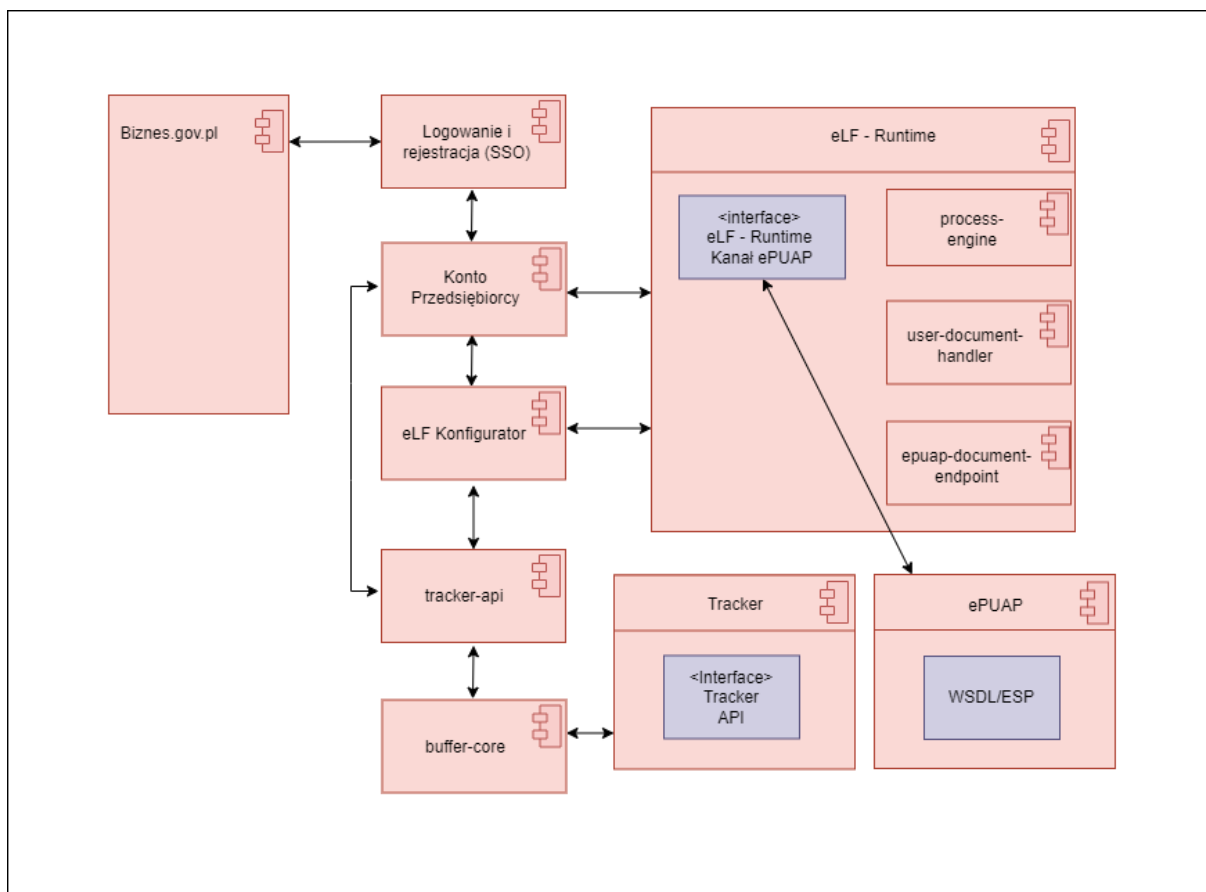 Biznes.gov.pl
Logowanie i
rejestracja (SSO)
eLF - Runtime
<interface>
eLF - Runtime
Kanał ePUAP
process-
engine
Konto
Przedsiębiorcy
user-document-
handler
eLF Konfigurator
epuap-document-
endpoint
tracker-api
Tracker
ePUAP
<Interface>
Tracker
API
WSDL/ESP
buffer-core